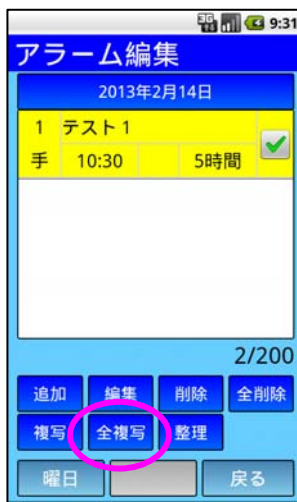 3G 9:31
アラーム編集
2013年2月14日
1 テスト1
手 10:30 5時間
2/200
追加 編集 削除 全削除
複写 全複写 整理
曜日 戻る